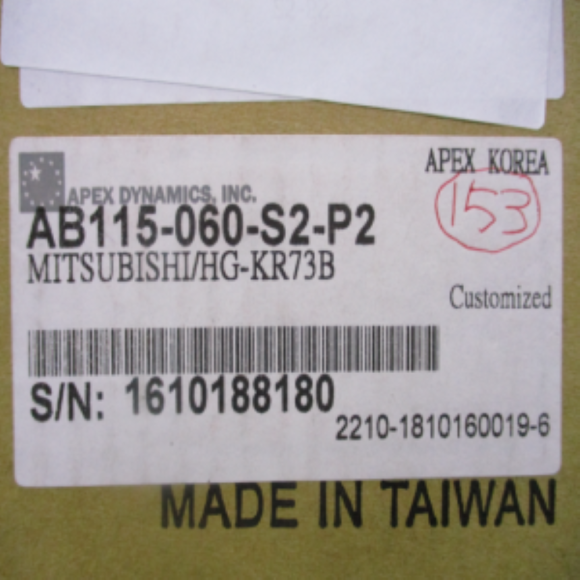 APEX KOREA
153
APEX DYNAMICS, INC.
AB115-060-S2-P2
MITSUBISHI/HG-KR73B
Customized
S/N: 1610188180
2210-1810160019-6
MADE IN TAIWAN